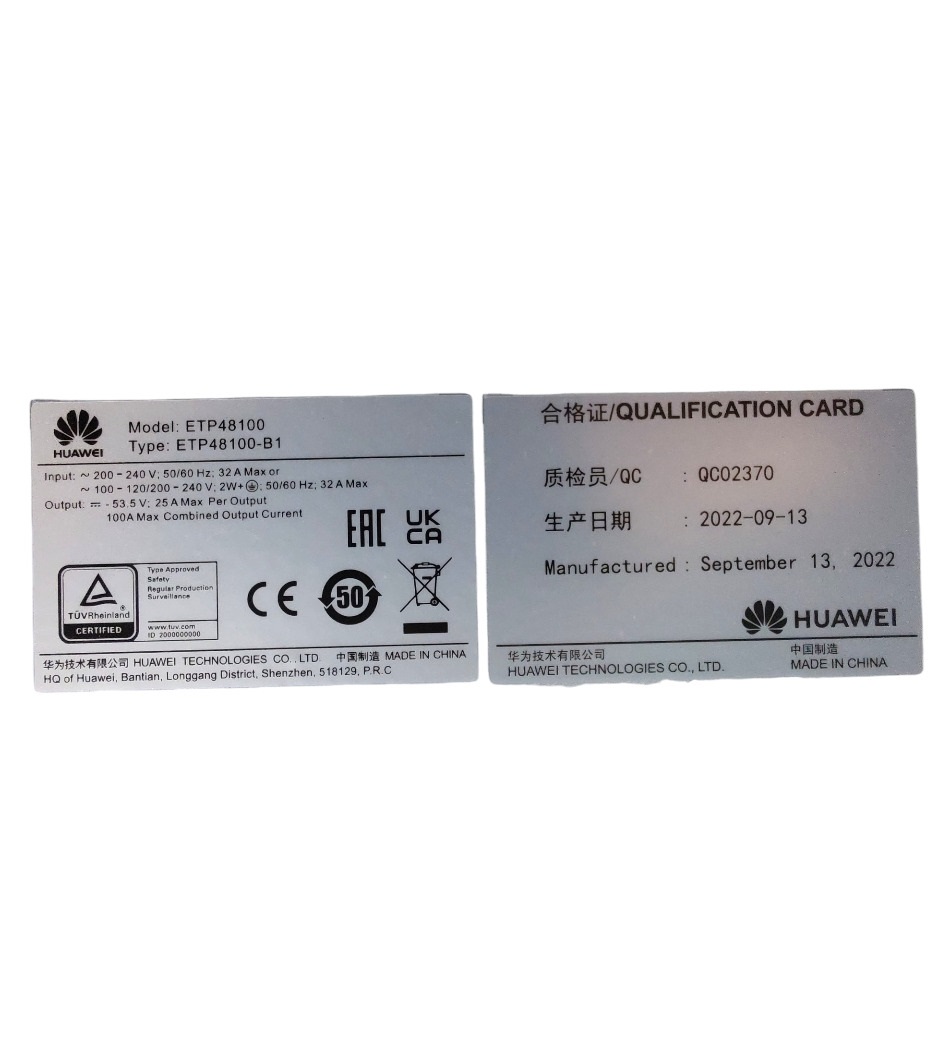 HUAWEI
Model: ETP48100
Type: ETP48100-B1
Input: ~ 200 - 240 V; 50/60 Hz; 32 A Max or
~ 100 - 120/200 - 240 V; 2W+⏚; 50/60 Hz; 32 A Max
Output: ⎓ - 53.5 V; 25 A Max Per Output
100A Max Combined Output Current
EAC UK
CA
TÜVRheinland ®
CERTIFIED
Type Approved
Safety
Regular Production
Surveillance
www.tuv.com
ID 2000000000
CE
50
华为技术有限公司 HUAWEI TECHNOLOGIES CO., LTD. 中国制造 MADE IN CHINA
HQ of Huawei, Bantian, Longgang District, Shenzhen, 518129, P.R.C
合格证/QUALIFICATION CARD
质检员/QC : QC02370
生产日期 : 2022-09-13
Manufactured : September 13, 2022
HUAWEI
华为技术有限公司 中国制造
HUAWEI TECHNOLOGIES CO., LTD. MADE IN CHINA